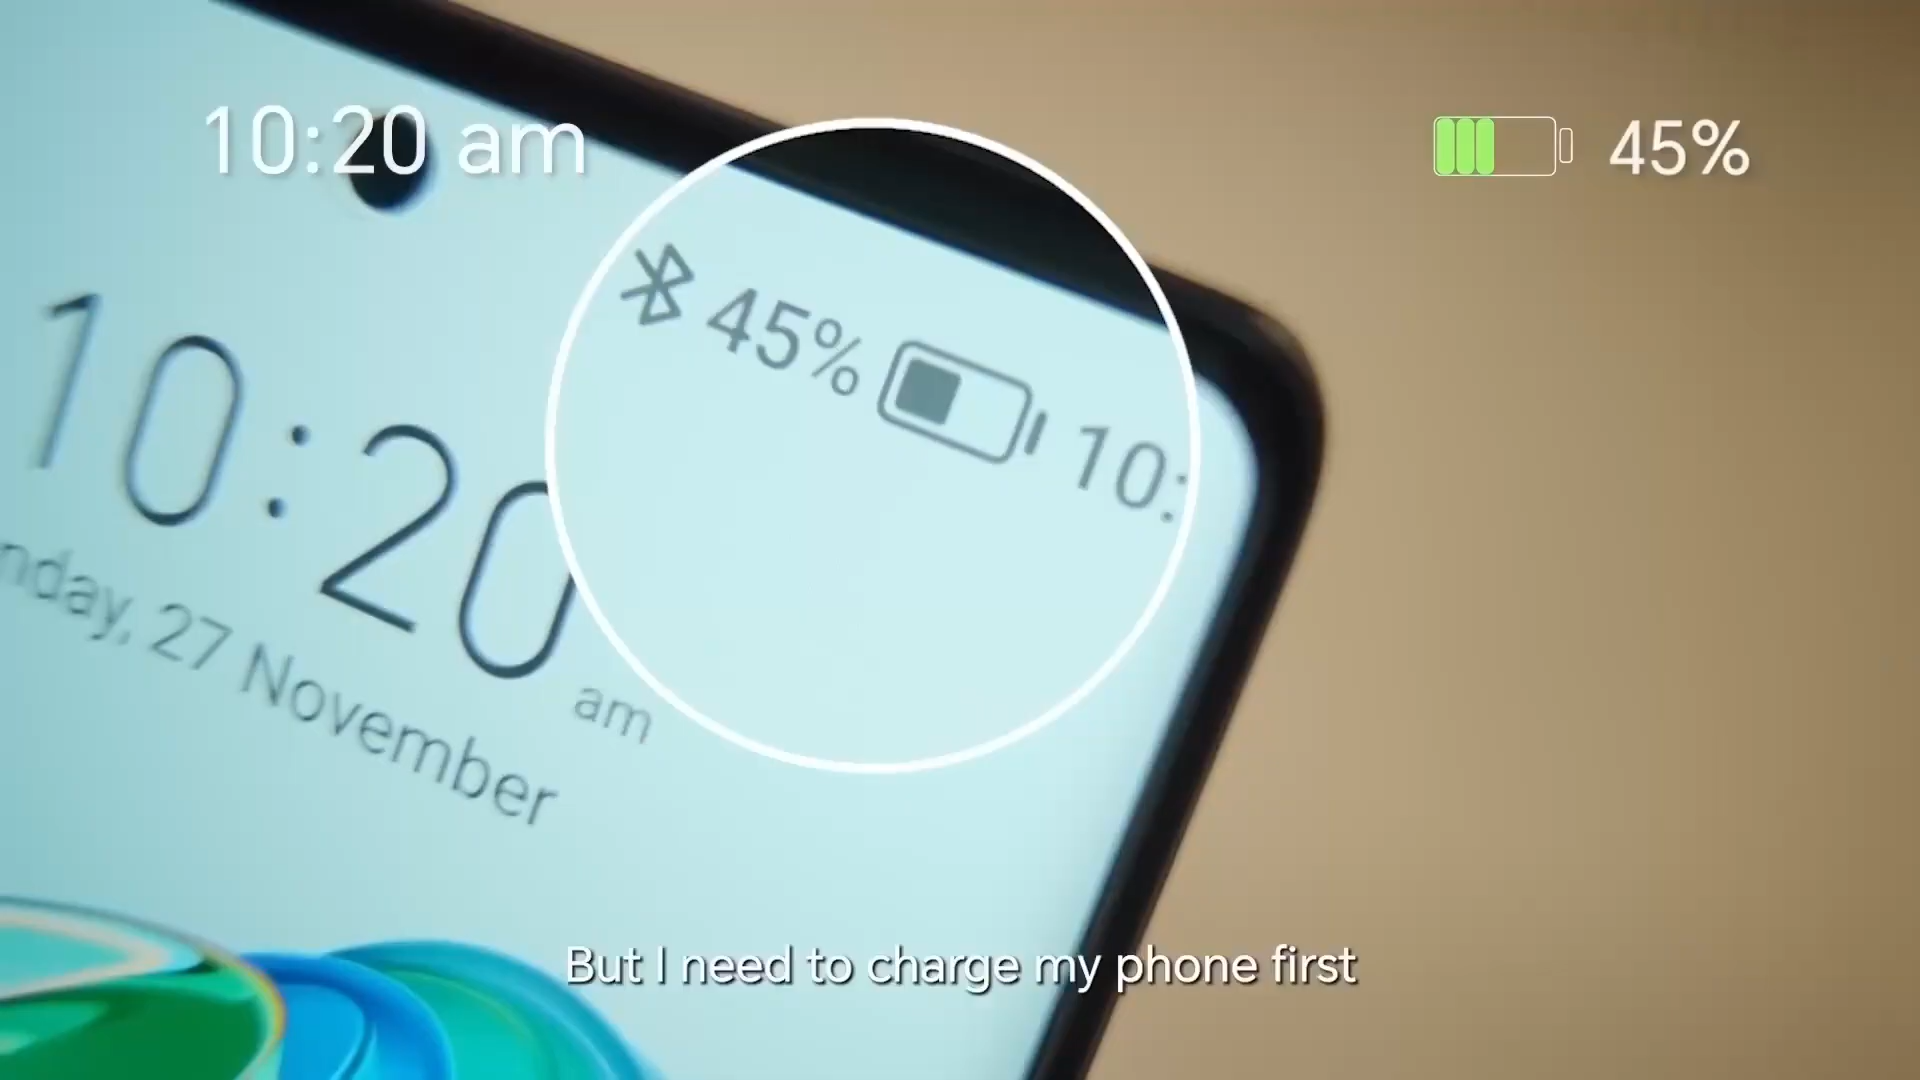 10:20 am
45%
45% 10:
10:20 am
nday, 27 November
But I need to charge my phone first